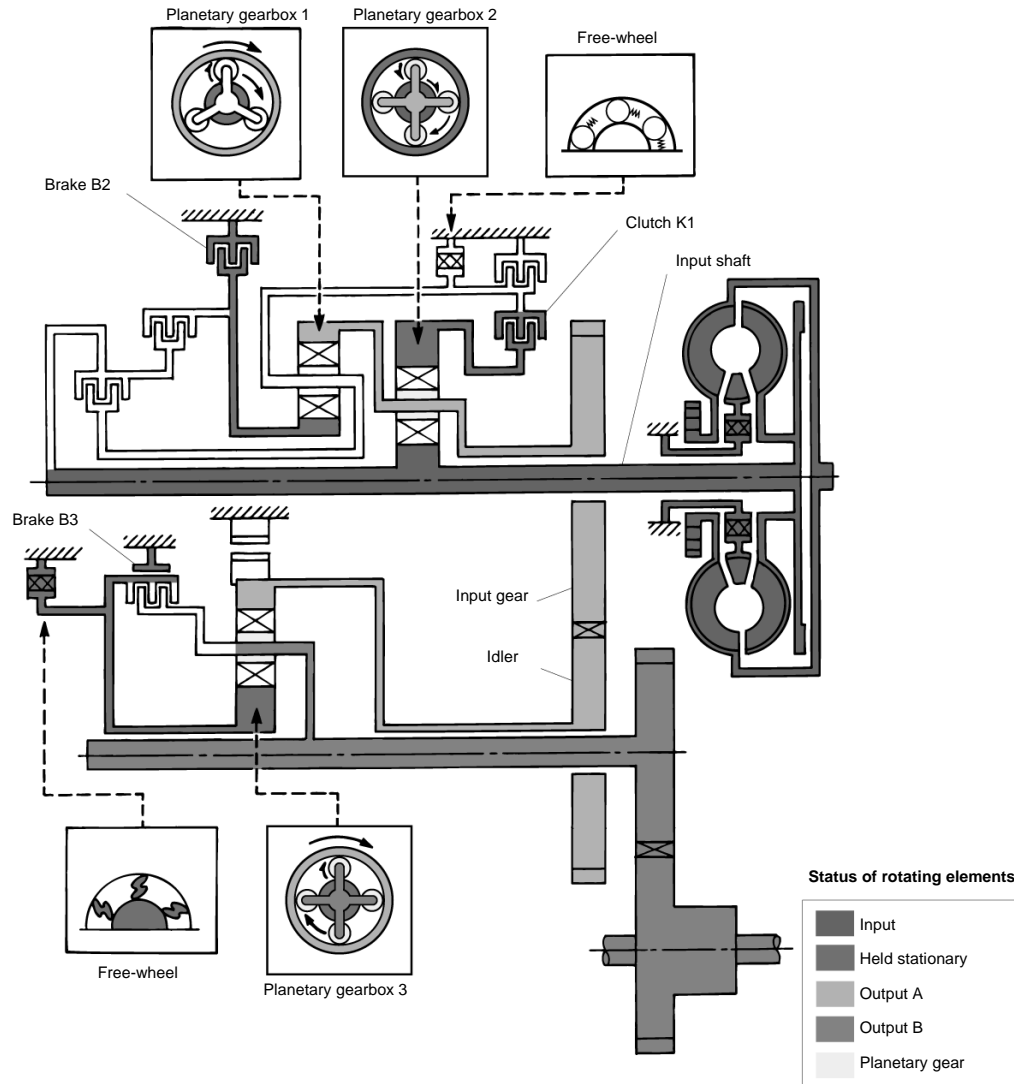 Planetary gearbox 1
Planetary gearbox 2
Free-wheel
Brake B2
Clutch K1
Input shaft
Brake B3
Input gear
Idler
Free-wheel
Planetary gearbox 3
Status of rotating elements
Input
Held stationary
Output A
Output B
Planetary gear